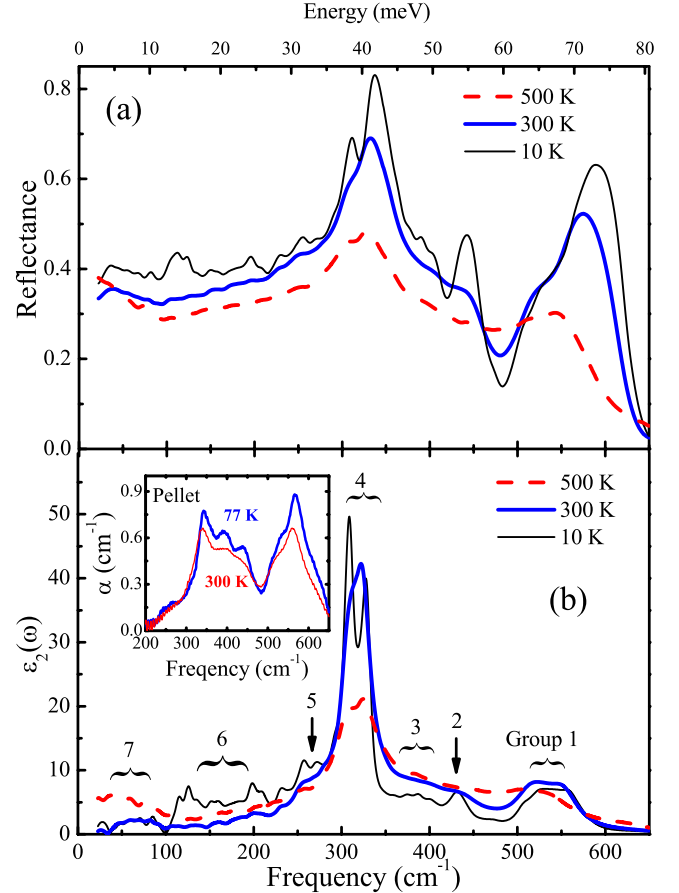 Energy (meV)
0 10 20 30 40 50 60 70 80
0.8
0.6
0.4
0.2
0.0
Reflectance
(a)
500 K
300 K
10 K
50
40
30
20
10
0
ε2(ω)
(b)
500 K
300 K
10 K
Pellet
77 K
300 K
0.9
0.6
0.3
0.0
α (cm-1)
200 300 400 500 600
Freqency (cm-1)
4
7
6
5
3
2
Group 1
0 100 200 300 400 500 600
Frequency (cm-1)